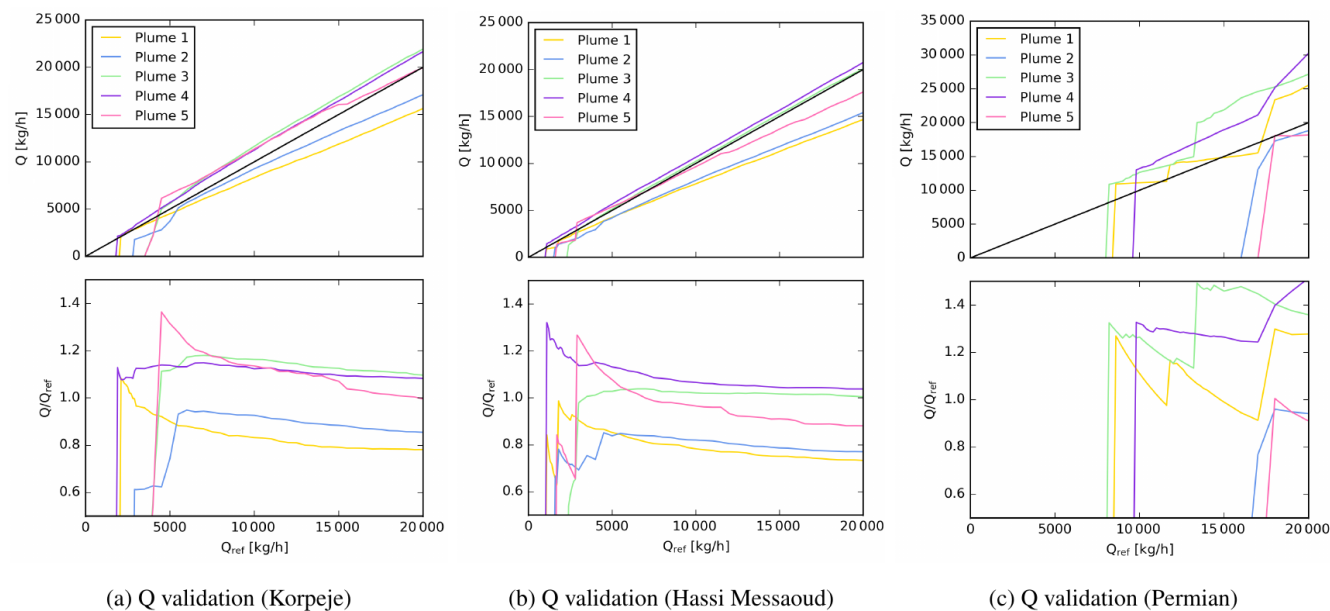 25 000
20 000
15 000
10 000
5000
0
Q [kg/h]
Plume 1
Plume 2
Plume 3
Plume 4
Plume 5
1.4
1.2
1.0
0.8
0.6
Q/Qref
0
5000
10 000
15 000
20 000
Qref [kg/h]
(a) Q validation (Korpeje)
25 000
20 000
15 000
10 000
5000
0
Q [kg/h]
Plume 1
Plume 2
Plume 3
Plume 4
Plume 5
1.4
1.2
1.0
0.8
0.6
Q/Qref
0
5000
10 000
15 000
20 000
Qref [kg/h]
(b) Q validation (Hassi Messaoud)
35 000
30 000
25 000
20 000
15 000
10 000
5000
0
Q [kg/h]
Plume 1
Plume 2
Plume 3
Plume 4
Plume 5
1.4
1.2
1.0
0.8
0.6
Q/Qref
0
5000
10 000
15 000
20 000
Qref [kg/h]
(c) Q validation (Permian)